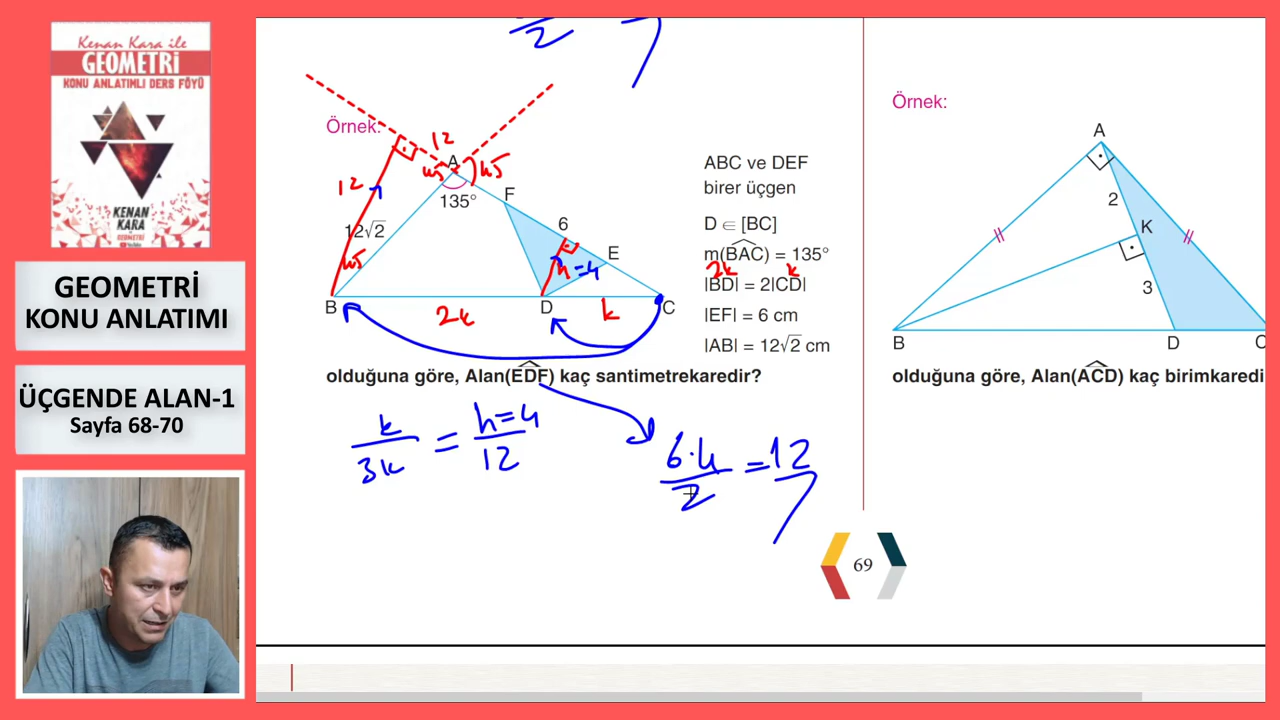 Kenan Kara ile
GEOMETRİ
KONU ANLATIMLI DERS FÖYÜ
KENAN
KARA
GEOMETRİ
GEOMETRİ
KONU ANLATIMI
ÜÇGENDE ALAN-1
Sayfa 68-70
2
Örnek:
12
A
45
45
12
135°
F
12√2
6
E
45
h=4
B
D
C
2k
k
ABC ve DEF
birer üçgen
D ∈ [BC]
m(BAC) = 135°
2k k
|BD| = 2|CD|
|EF| = 6 cm
|AB| = 12√2 cm
olduğuna göre, Alan(EDF) kaç santimetrekaredir?
k/3k = h=4/12
6·4/2 = 12
69
Örnek:
A
2
K
3
B
D
C
olduğuna göre, Alan(ACD) kaç birimkaredi